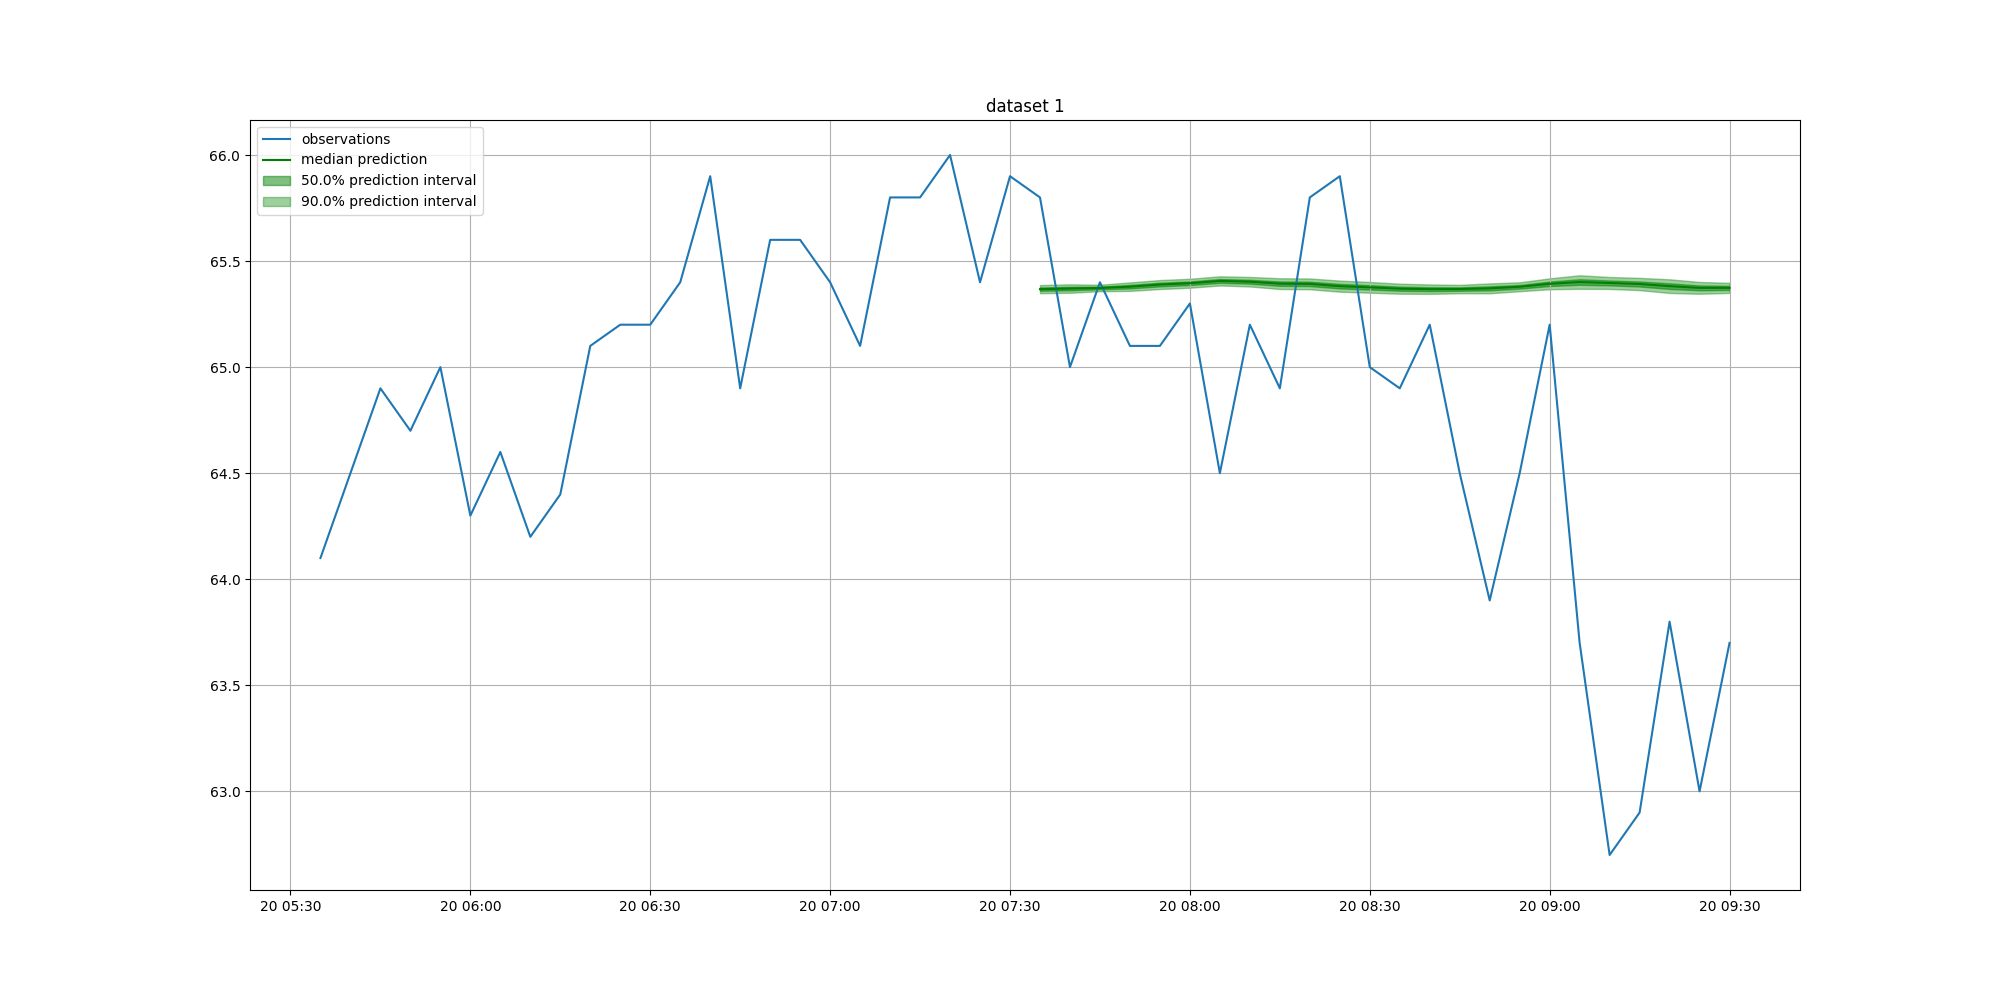 dataset 1
observations
median prediction
50.0% prediction interval
90.0% prediction interval
66.0
65.5
65.0
64.5
64.0
63.5
63.0
20 05:30 20 06:00 20 06:30 20 07:00 20 07:30 20 08:00 20 08:30 20 09:00 20 09:30